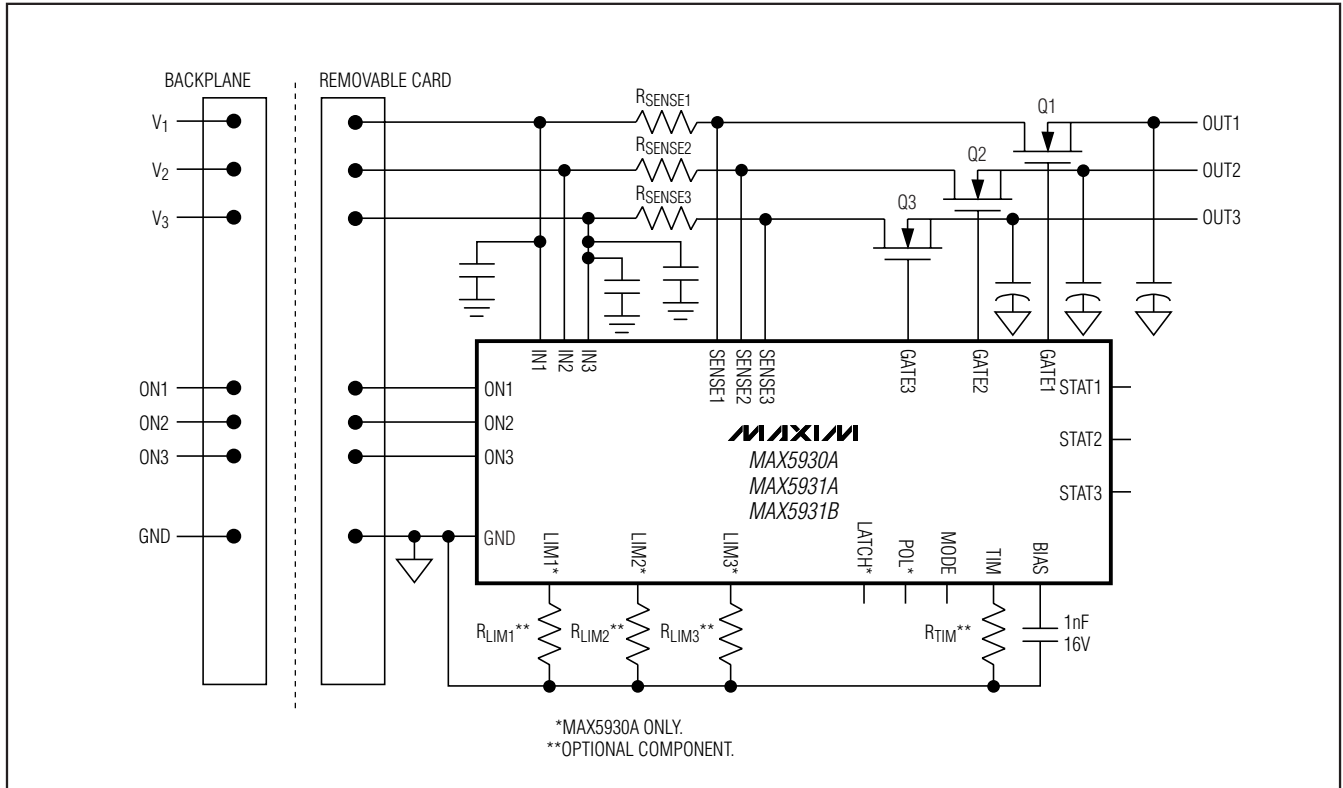 BACKPLANE
REMOVABLE CARD
V1
V2
V3
RSENSE1
RSENSE2
RSENSE3
Q1
Q2
Q3
OUT1
OUT2
OUT3
ON1
ON2
ON3
GND
IN1
IN2
IN3
SENSE1
SENSE2
SENSE3
GATE3
GATE2
GATE1
ON1
ON2
ON3
GND
STAT1
STAT2
STAT3
MAXIM
MAX5930A
MAX5931A
MAX5931B
LIM1*
LIM2*
LIM3*
LATCH*
POL*
MODE
TIM
BIAS
RLIM1**
RLIM2**
RLIM3**
RTIM**
1nF
16V
*MAX5930A ONLY.
**OPTIONAL COMPONENT.